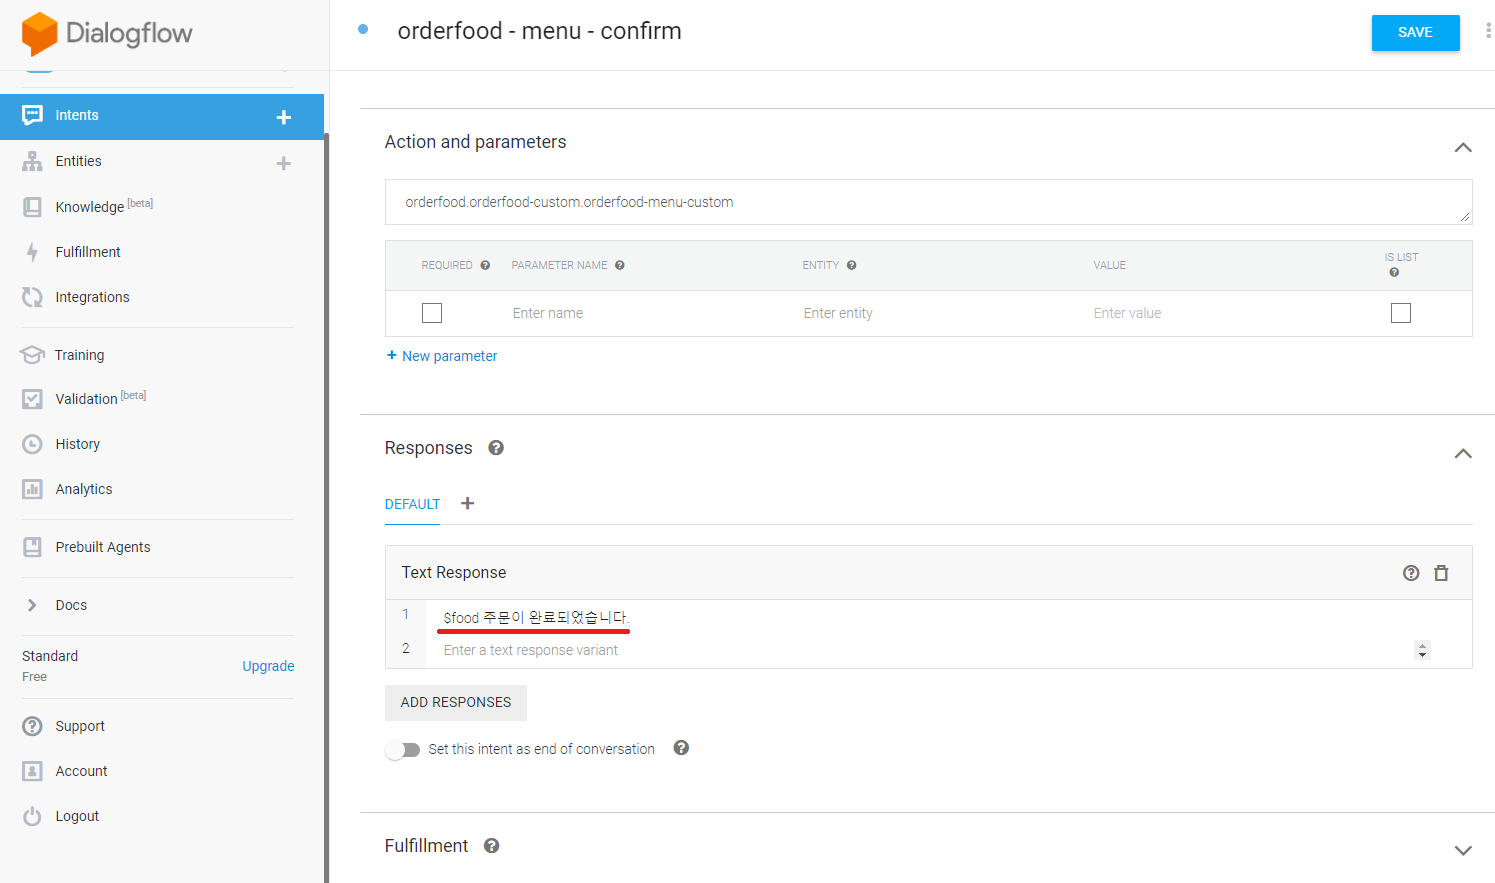 Dialogflow
orderfood - menu - confirm
SAVE
Intents
Entities
Knowledge [beta]
Fulfillment
Integrations
Training
Validation [beta]
History
Analytics
Prebuilt Agents
Docs
Standard
Free
Upgrade
Support
Account
Logout
Action and parameters
orderfood.orderfood-custom.orderfood-menu-custom
REQUIRED PARAMETER NAME ENTITY VALUE IS LIST
Enter name Enter entity Enter value
+ New parameter
Responses
DEFAULT
Text Response
1 $food 주문이 완료되었습니다.
2 Enter a text response variant
ADD RESPONSES
Set this intent as end of conversation
Fulfillment